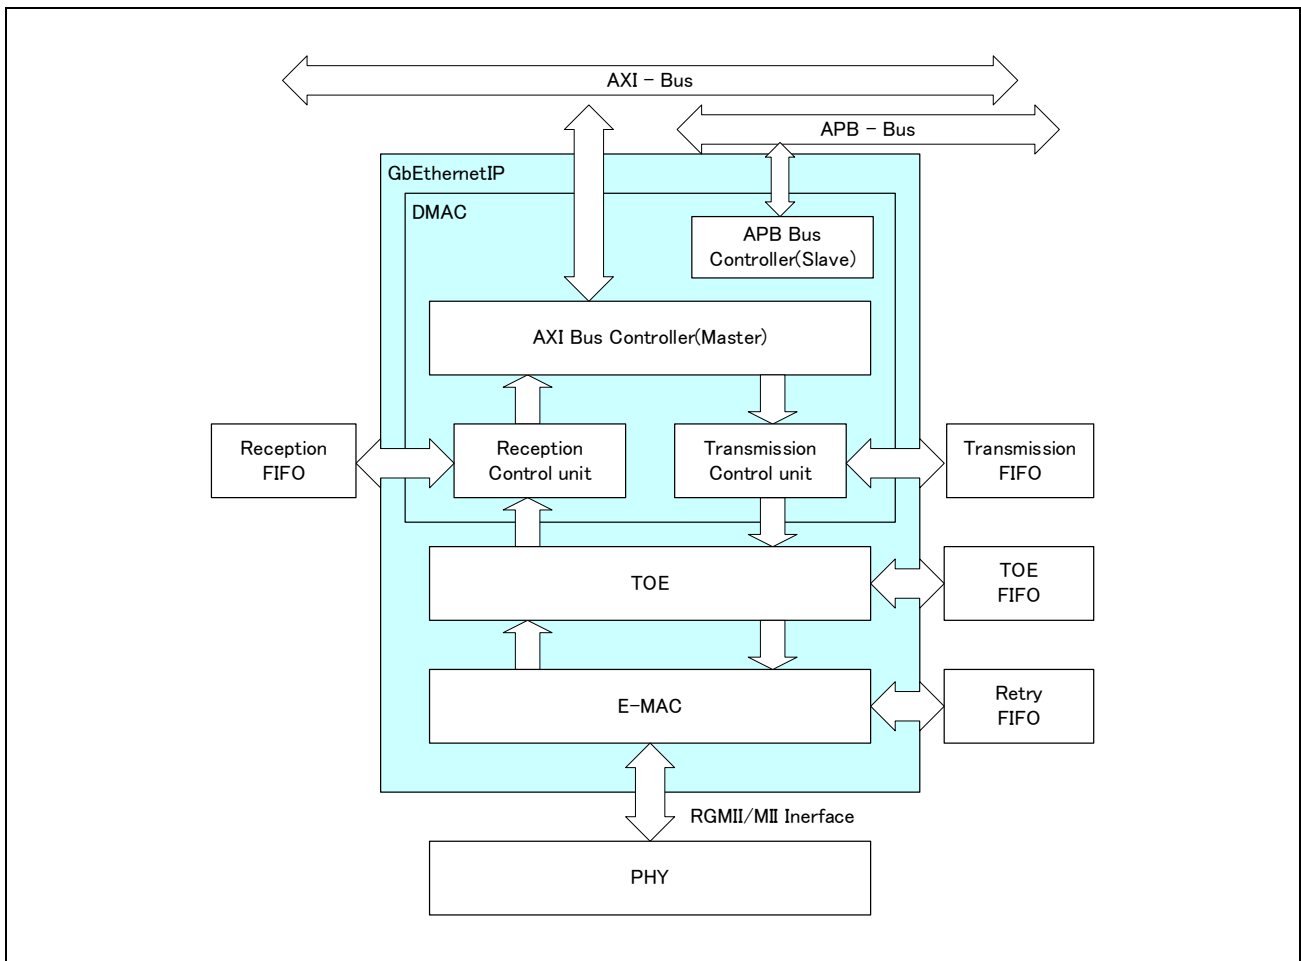 AXI - Bus
APB - Bus
GbEthernetIP
DMAC
APB Bus
Controller(Slave)
AXI Bus Controller(Master)
Reception
FIFO
Reception
Control unit
Transmission
Control unit
Transmission
FIFO
TOE
TOE
FIFO
E-MAC
Retry
FIFO
RGMII/MII Inerface
PHY